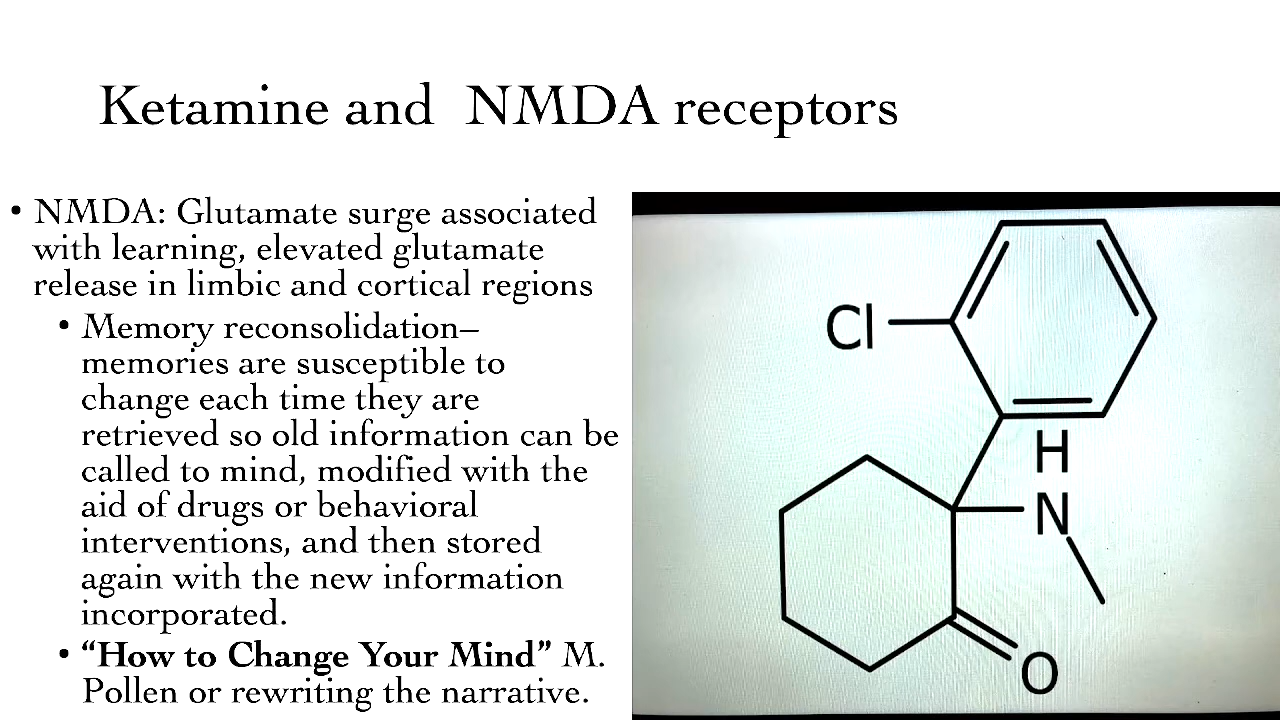 Ketamine and  NMDA receptors
• NMDA: Glutamate surge associated
with learning, elevated glutamate
release in limbic and cortical regions
• Memory reconsolidation–
memories are susceptible to
change each time they are
retrieved so old information can be
called to mind, modified with the
aid of drugs or behavioral
interventions, and then stored
again with the new information
incorporated.
• “How to Change Your Mind” M.
Pollen or rewriting the narrative.
Cl
H
N
O